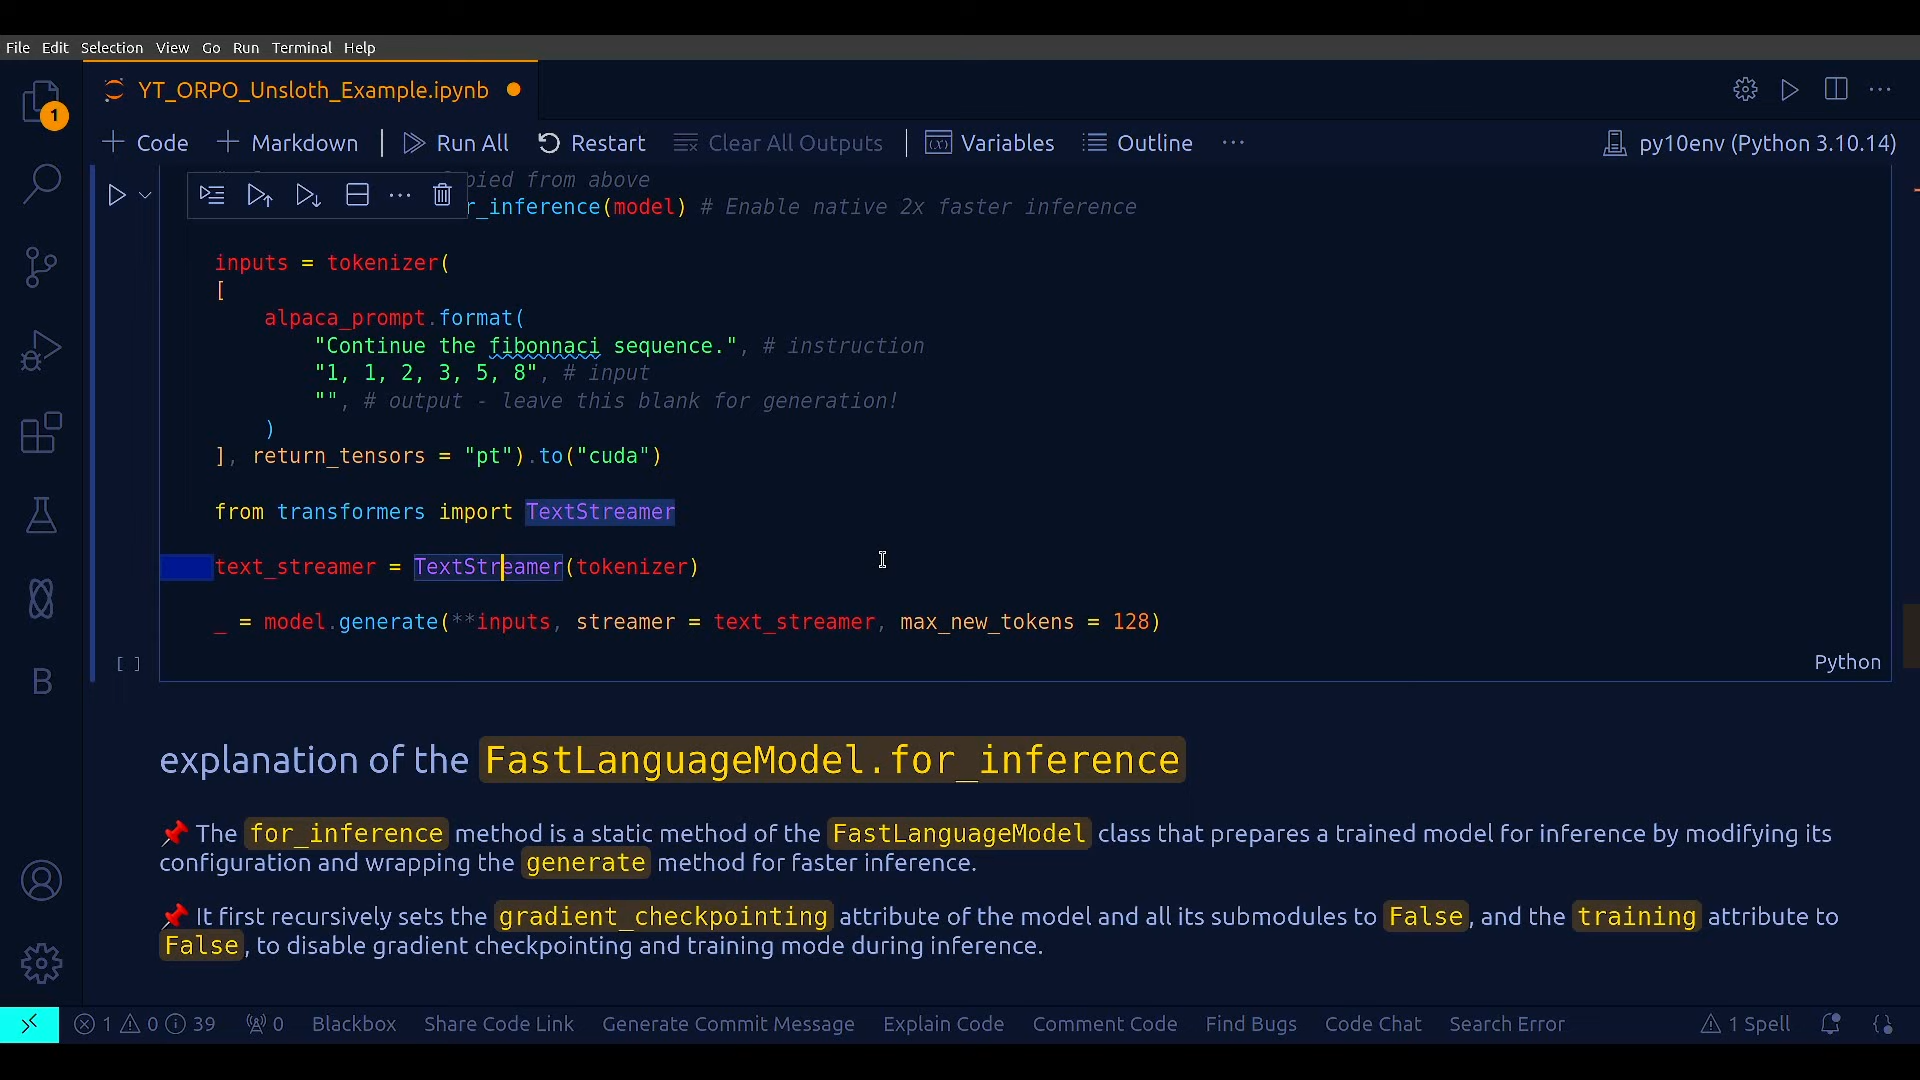 File Edit Selection View Go Run Terminal Help
YT_ORPO_Unsloth_Example.ipynb
1
Code Markdown Run All Restart Clear All Outputs Variables Outline ... py10env (Python 3.10.14)
pied from above
r_inference(model) # Enable native 2x faster inference
inputs = tokenizer(
[
alpaca_prompt.format(
"Continue the fibonnaci sequence.", # instruction
"1, 1, 2, 3, 5, 8", # input
"", # output - leave this blank for generation!
)
], return_tensors = "pt").to("cuda")
from transformers import TextStreamer
text_streamer = TextStreamer(tokenizer)
_ = model.generate(**inputs, streamer = text_streamer, max_new_tokens = 128)
[ ]
Python
B
explanation of the FastLanguageModel.for_inference
📌 The for_inference method is a static method of the FastLanguageModel class that prepares a trained model for inference by modifying its
configuration and wrapping the generate method for faster inference.
📌 It first recursively sets the gradient_checkpointing attribute of the model and all its submodules to False, and the training attribute to
False, to disable gradient checkpointing and training mode during inference.
1 0 39 0 Blackbox Share Code Link Generate Commit Message Explain Code Comment Code Find Bugs Code Chat Search Error 1 Spell